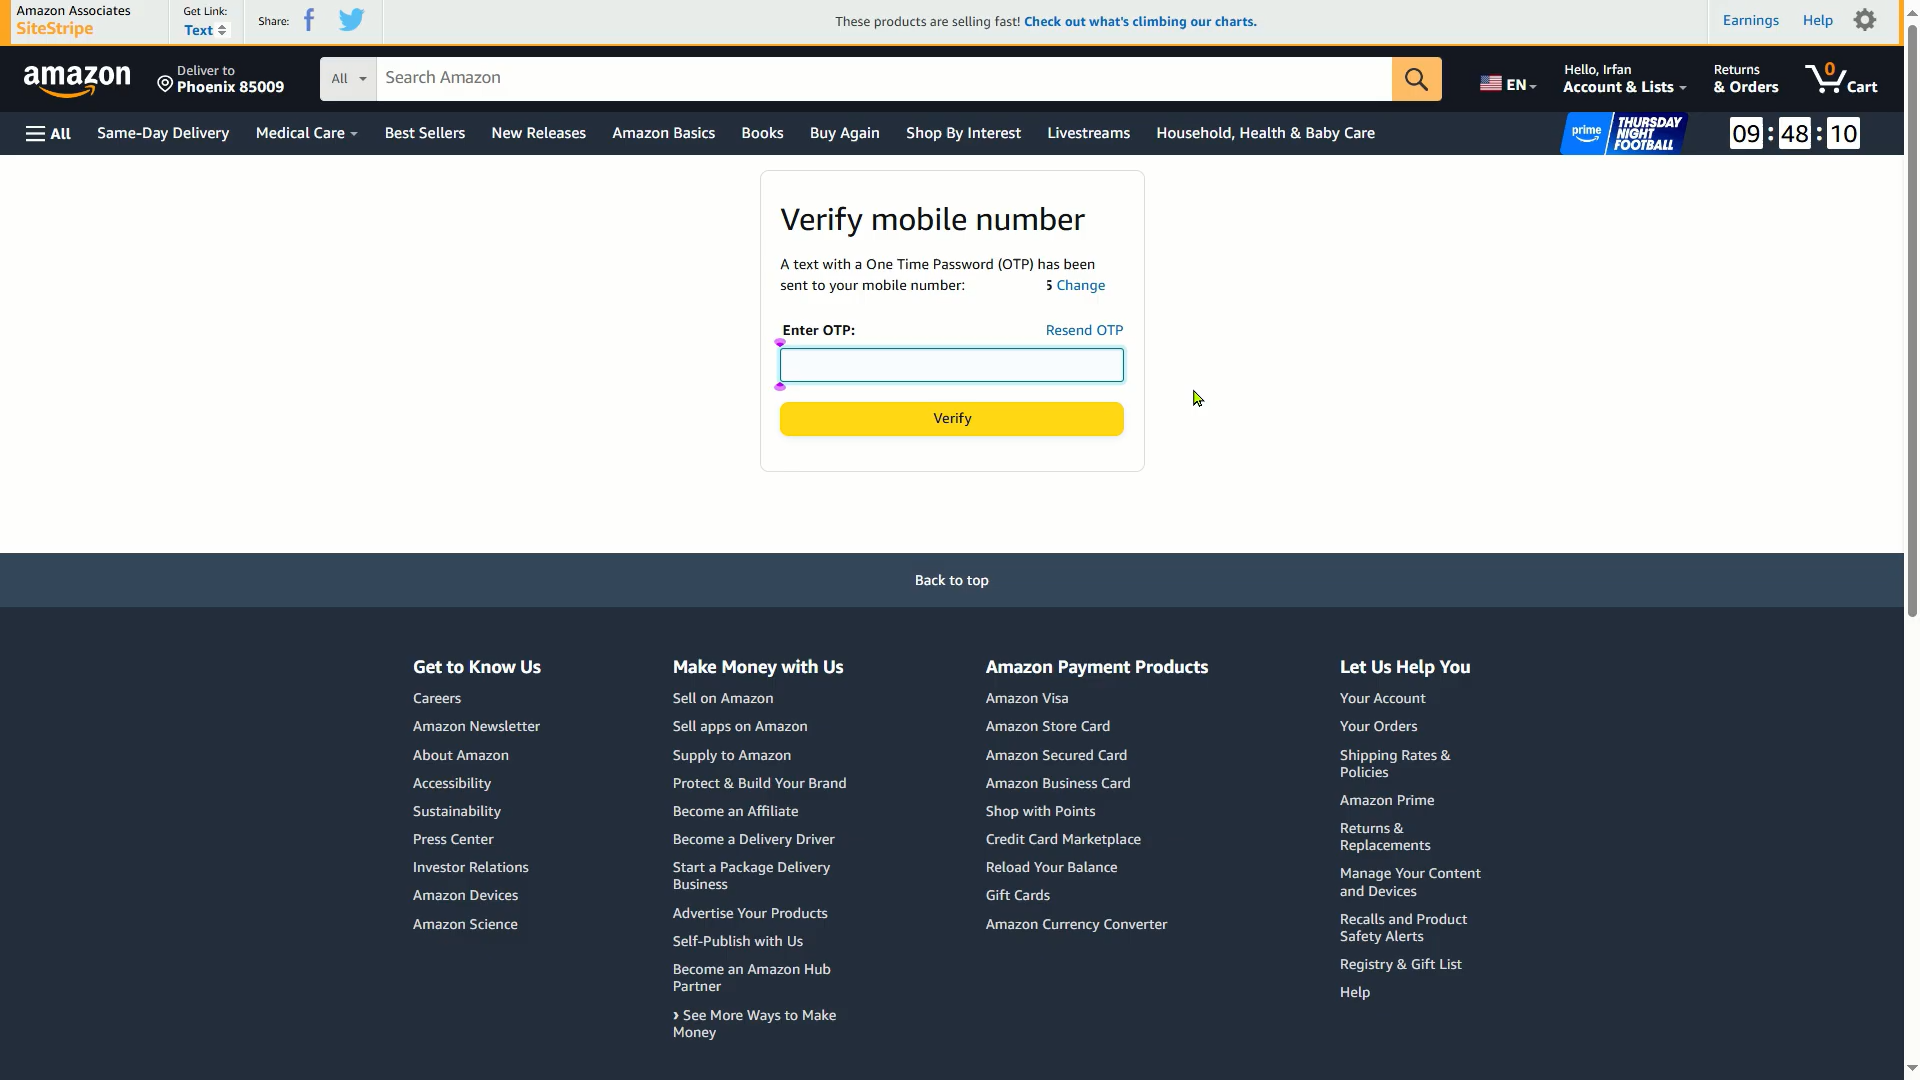 Amazon Associates
SiteStripe
Get Link:
Text
Share:
These products are selling fast! Check out what's climbing our charts.
Earnings
Help
amazon
Deliver to
Phoenix 85009
All
Search Amazon
EN
Hello, Irfan
Account & Lists
Returns
& Orders
0
Cart
All
Same-Day Delivery
Medical Care
Best Sellers
New Releases
Amazon Basics
Books
Buy Again
Shop By Interest
Livestreams
Household, Health & Baby Care
prime
THURSDAY
NIGHT
FOOTBALL
09 : 48 : 10
Verify mobile number
A text with a One Time Password (OTP) has been
sent to your mobile number: 5 Change
Enter OTP:
Resend OTP
Verify
Back to top
Get to Know Us
Careers
Amazon Newsletter
About Amazon
Accessibility
Sustainability
Press Center
Investor Relations
Amazon Devices
Amazon Science
Make Money with Us
Sell on Amazon
Sell apps on Amazon
Supply to Amazon
Protect & Build Your Brand
Become an Affiliate
Become a Delivery Driver
Start a Package Delivery
Business
Advertise Your Products
Self-Publish with Us
Become an Amazon Hub
Partner
› See More Ways to Make
Money
Amazon Payment Products
Amazon Visa
Amazon Store Card
Amazon Secured Card
Amazon Business Card
Shop with Points
Credit Card Marketplace
Reload Your Balance
Gift Cards
Amazon Currency Converter
Let Us Help You
Your Account
Your Orders
Shipping Rates &
Policies
Amazon Prime
Returns &
Replacements
Manage Your Content
and Devices
Recalls and Product
Safety Alerts
Registry & Gift List
Help